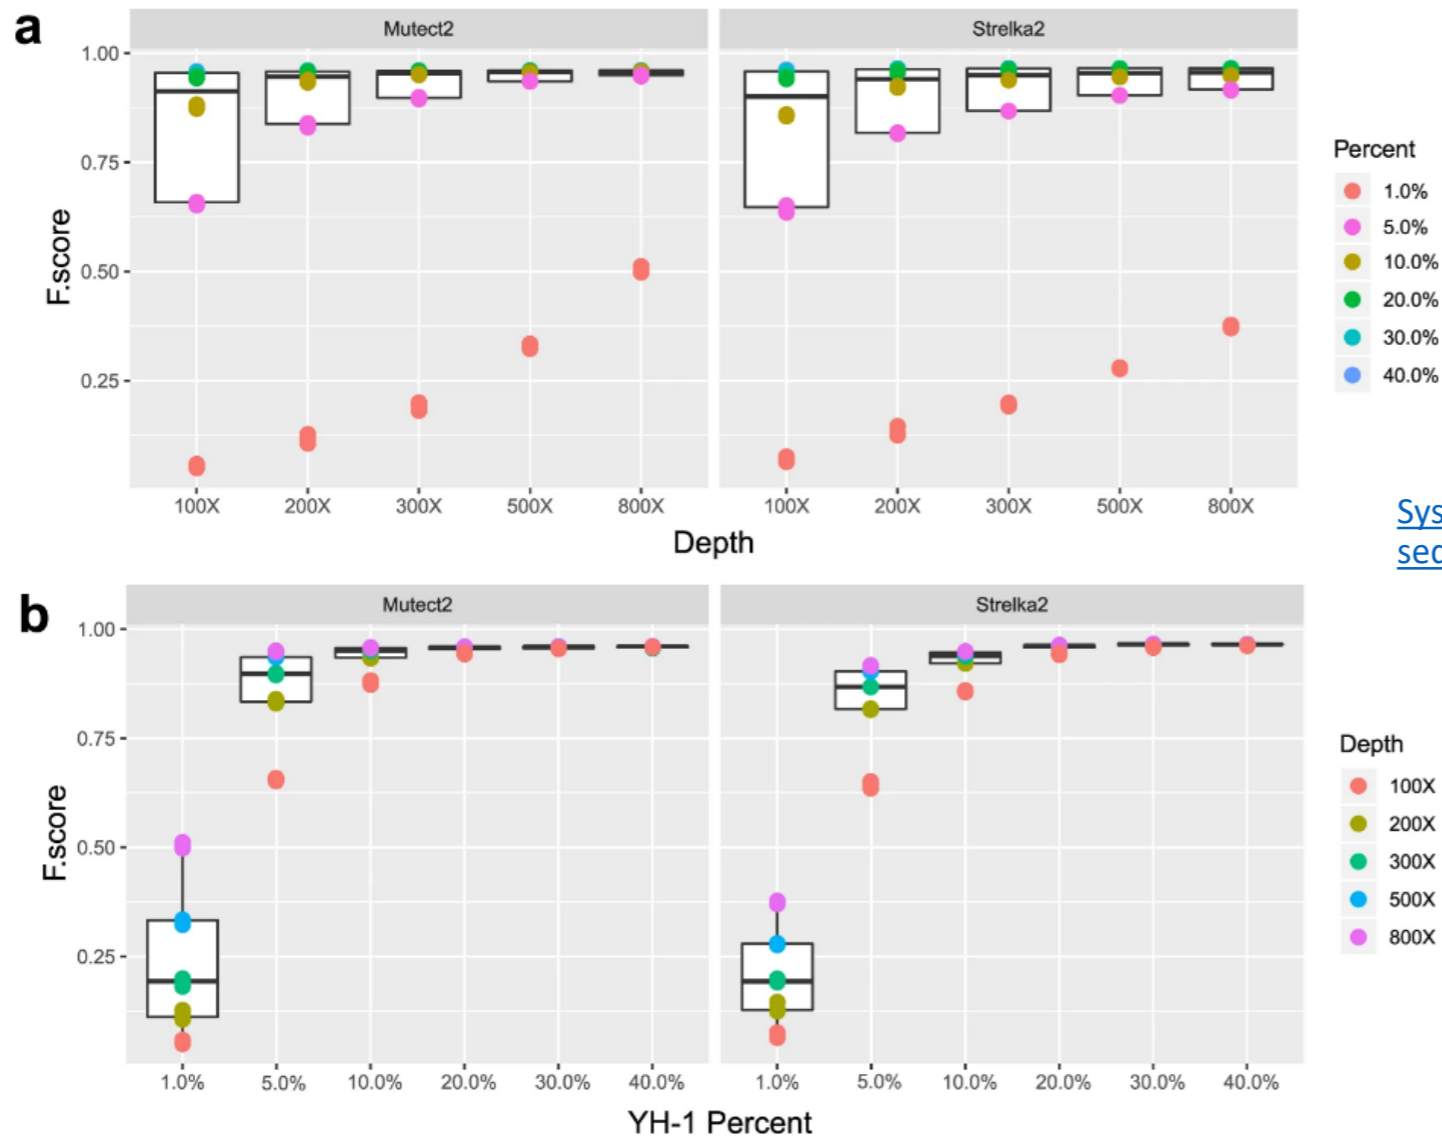 a
Mutect2 Strelka2
1.00
0.75
0.50
0.25
F.score
100X 200X 300X 500X 800X 100X 200X 300X 500X 800X
Depth
Percent
1.0%
5.0%
10.0%
20.0%
30.0%
40.0%
b
Mutect2 Strelka2
1.00
0.75
0.50
0.25
F.score
1.0% 5.0% 10.0% 20.0% 30.0% 40.0% 1.0% 5.0% 10.0% 20.0% 30.0% 40.0%
YH-1 Percent
Depth
100X
200X
300X
500X
800X